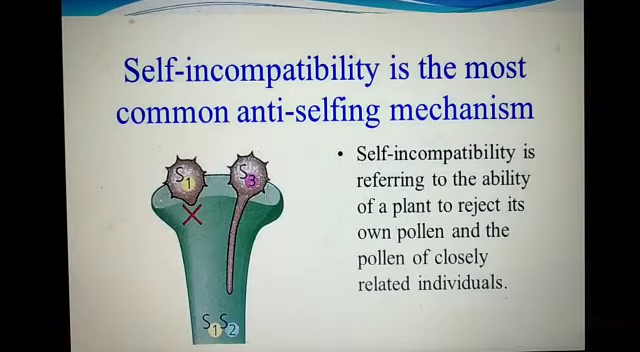 Self-incompatibility is the most
common anti-selfing mechanism
• Self-incompatibility is
referring to the ability
of a plant to reject its
own pollen and the
pollen of closely
related individuals.
S1
S3
S1S2